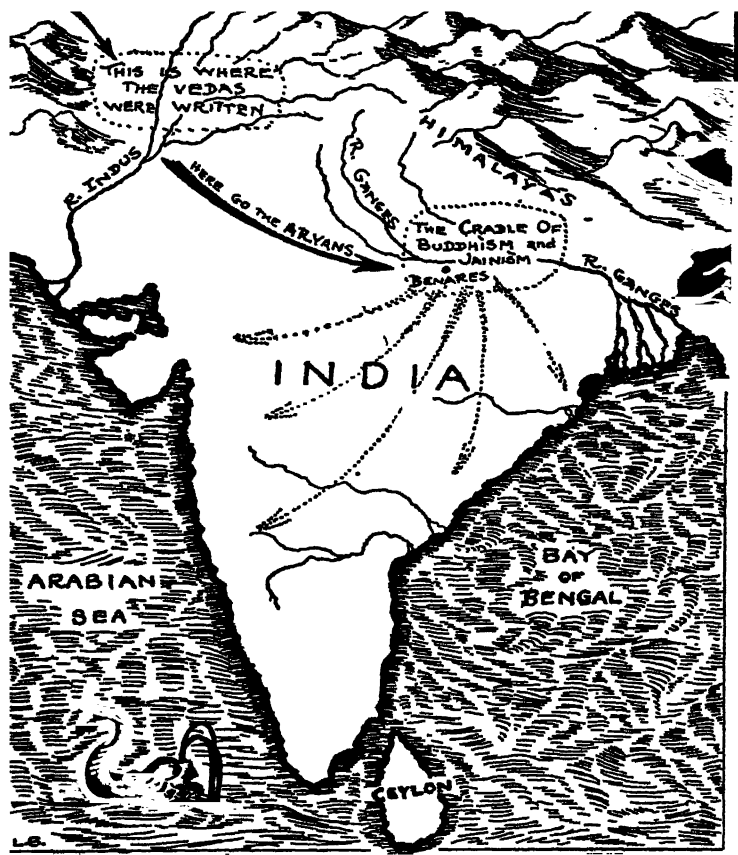 THIS IS WHERE
THE VEDAS
WERE WRITTEN
HIMALAYAS
R. INDUS
R. GANGES
HERE GO THE ARYANS
THE CRADLE OF
BUDDHISM and
JAINISM
BENARES
R. GANGES
INDIA
ARABIAN
SEA
BAY
OF
BENGAL
CEYLON
L.G.